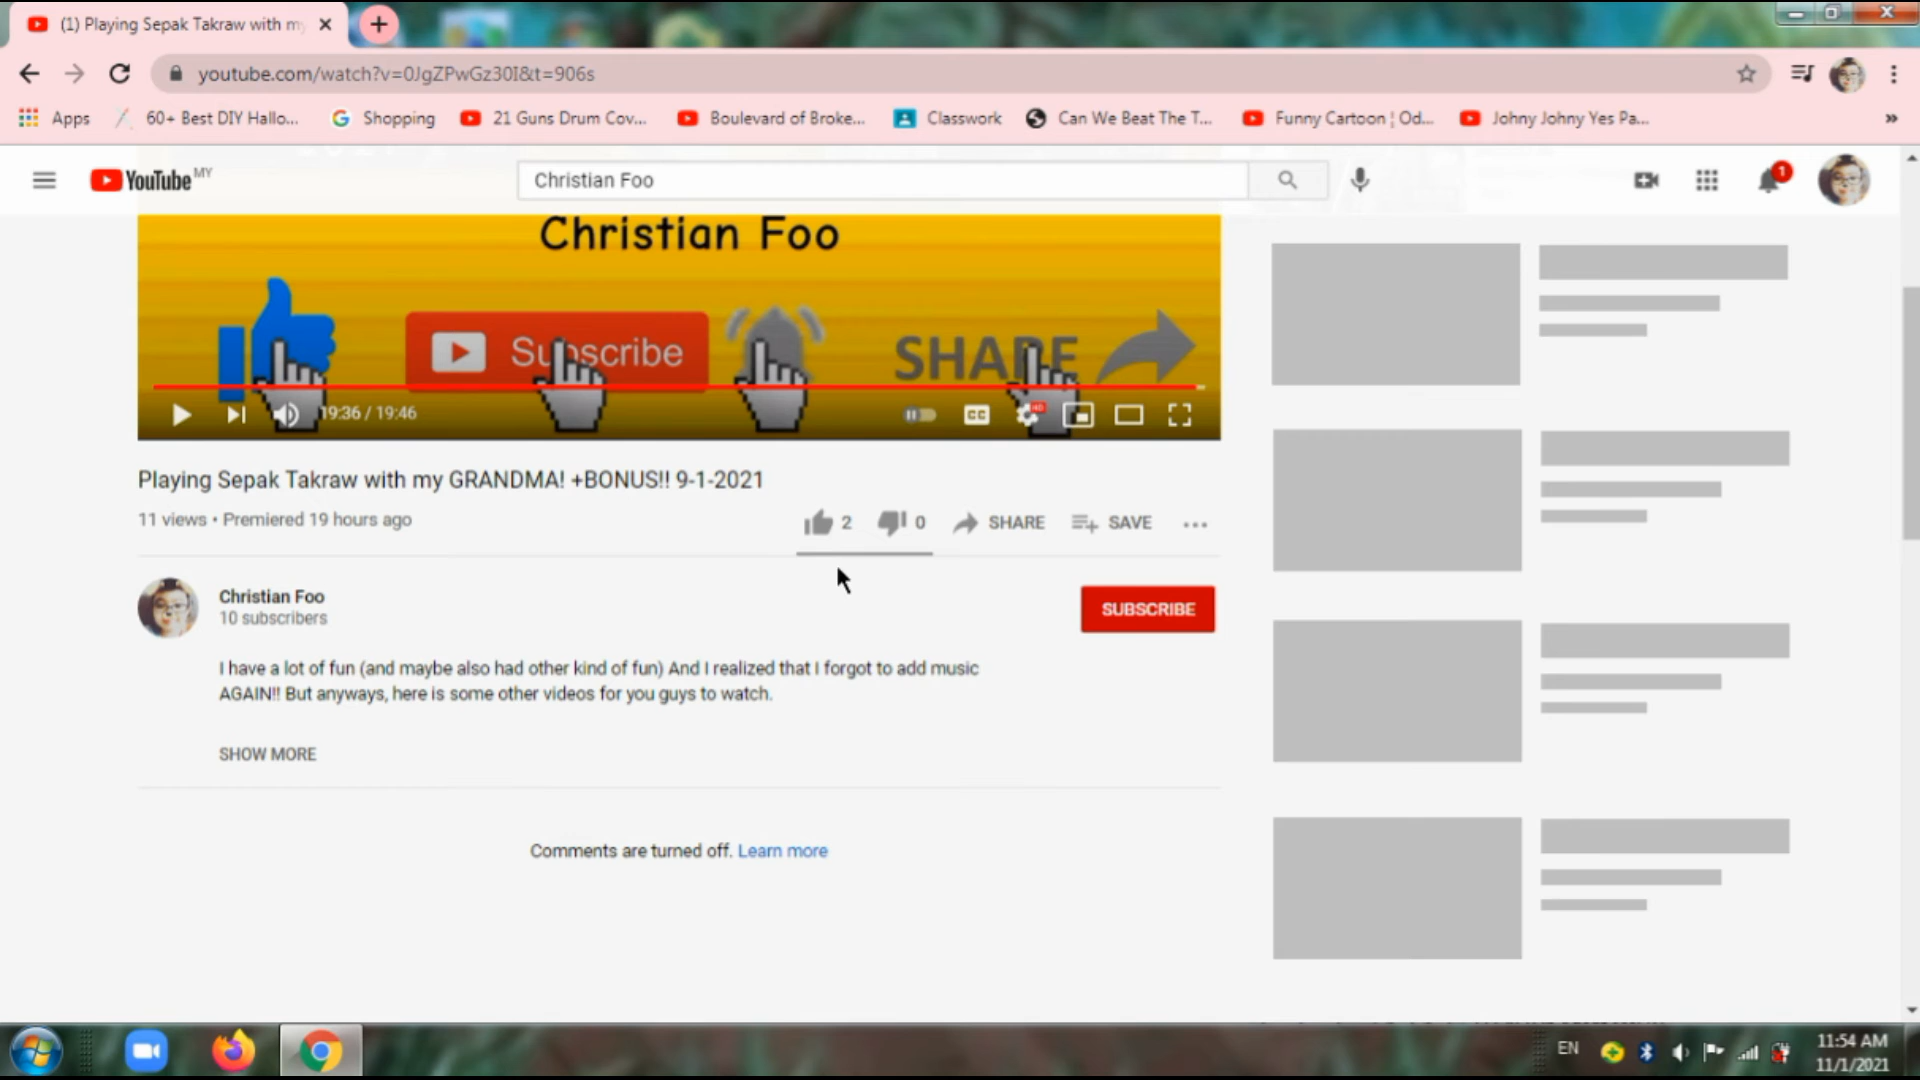 (1) Playing Sepak Takraw with my
youtube.com/watch?v=0JgZPwGz30I&t=906s
Apps
60+ Best DIY Hallo...
Shopping
21 Guns Drum Cov...
Boulevard of Broke...
Classwork
Can We Beat The T...
Funny Cartoon ¦ Od...
Johny Johny Yes Pa...
»
YouTube MY
Christian Foo
1
Christian Foo
Subscribe
SHARE
19:36 / 19:46
CC
HD
Playing Sepak Takraw with my GRANDMA! +BONUS!! 9-1-2021
11 views • Premiered 19 hours ago
2
0
SHARE
SAVE
Christian Foo
10 subscribers
SUBSCRIBE
I have a lot of fun (and maybe also had other kind of fun) And I realized that I forgot to add music
AGAIN!! But anyways, here is some other videos for you guys to watch.
SHOW MORE
Comments are turned off. Learn more
EN
11:54 AM
11/1/2021